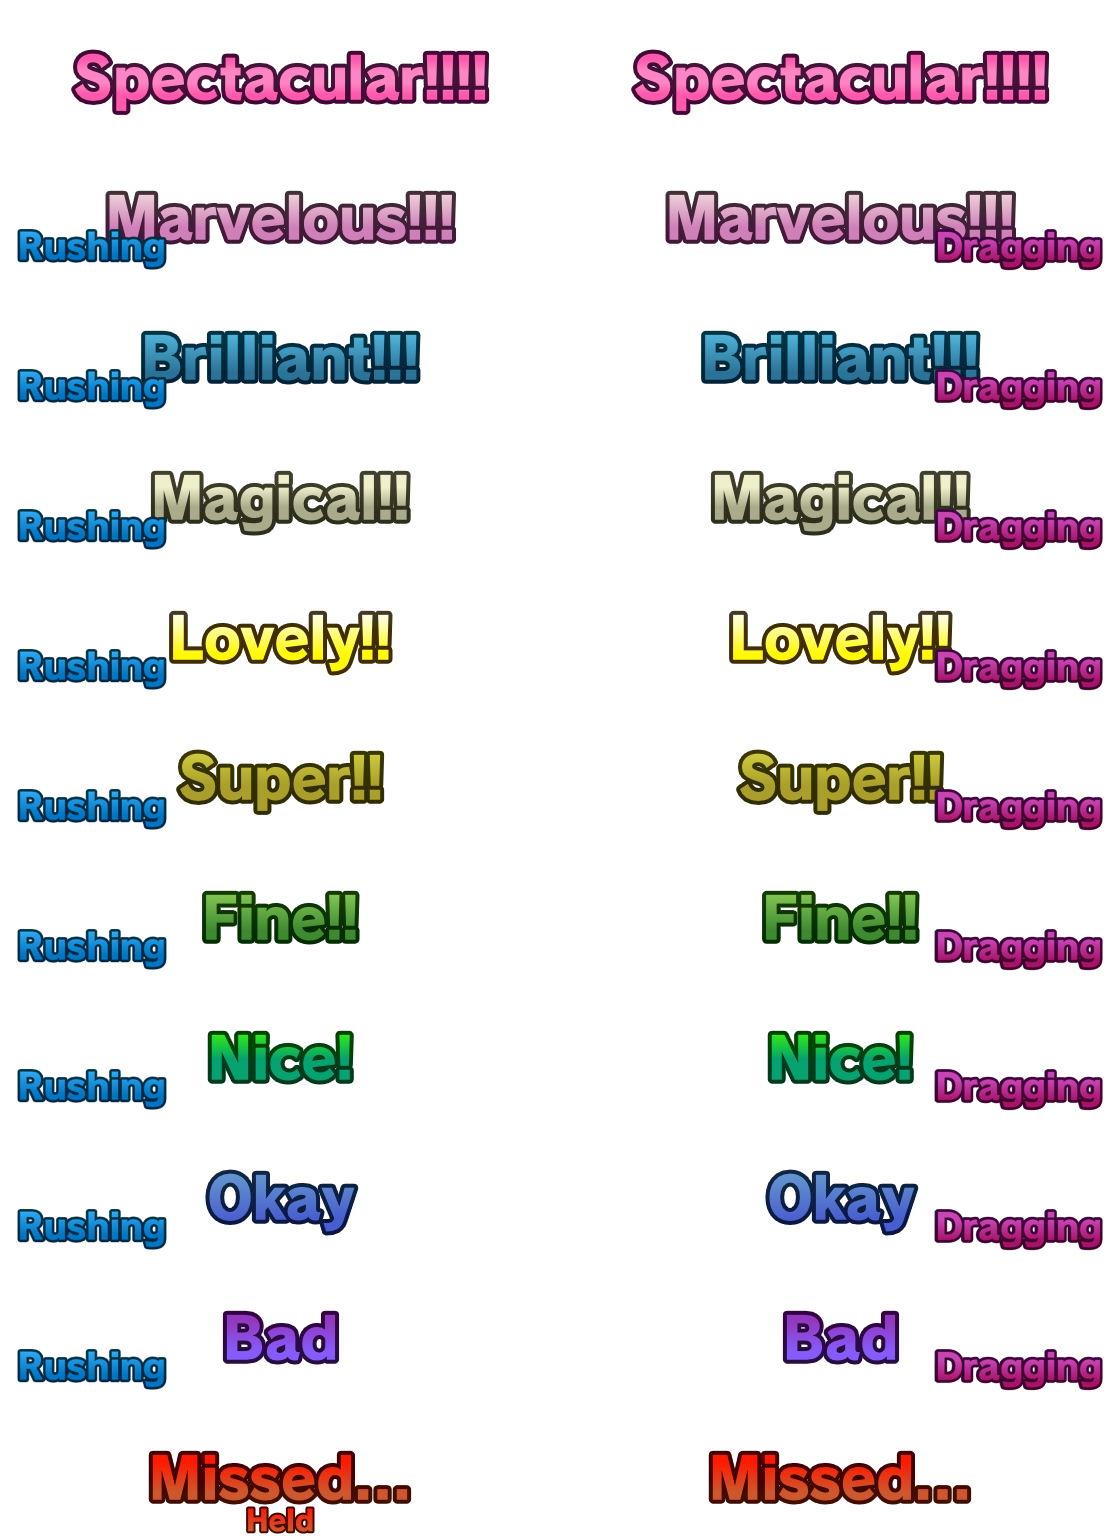 Spectacular!!!! Spectacular!!!!
Marvelous!!! Marvelous!!!
Rushing Dragging
Brilliant!!! Brilliant!!!
Rushing Dragging
Magical!! Magical!!
Rushing Dragging
Lovely!! Lovely!!
Rushing Dragging
Super!! Super!!
Rushing Dragging
Fine!! Fine!!
Rushing Dragging
Nice! Nice!
Rushing Dragging
Okay Okay
Rushing Dragging
Bad Bad
Rushing Dragging
Missed... Missed...
Held